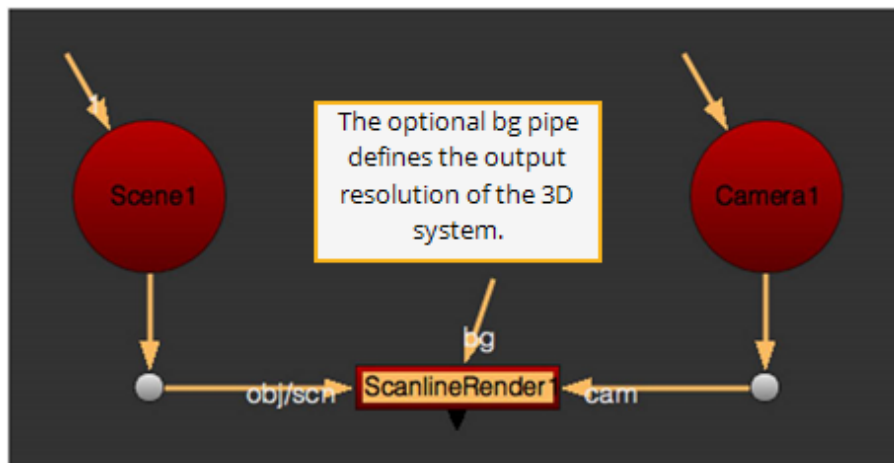 The optional bg pipe
defines the output
resolution of the 3D
system.
Scene1
Camera1
bg
obj/scn
ScanlineRender1
cam